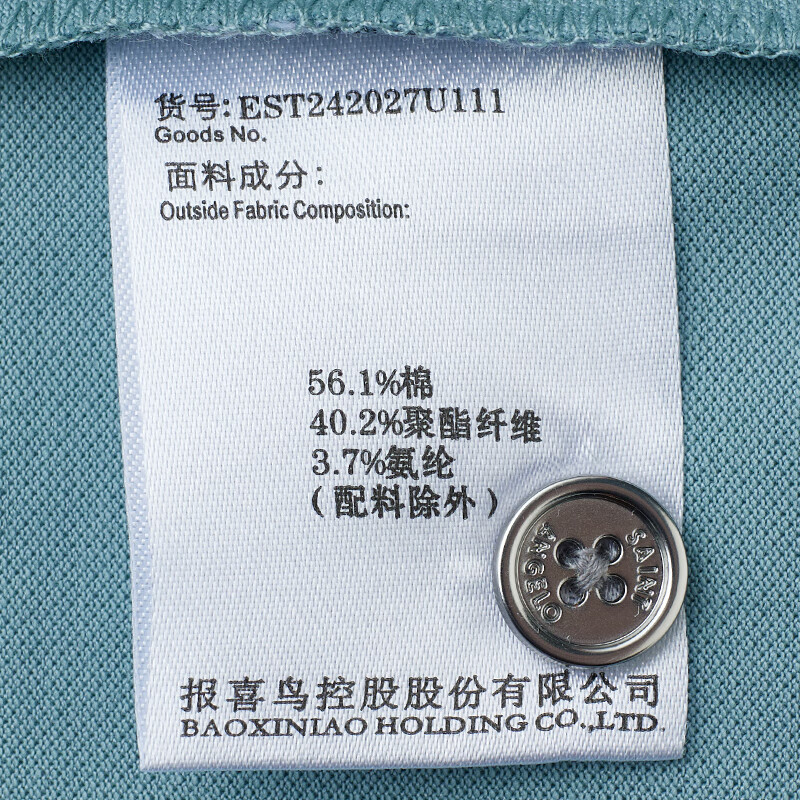 货号:EST242027U111
Goods No.
面料成分:
Outside Fabric Composition:
56.1%棉
40.2%聚酯纤维
3.7%氨纶
(配料除外)
SAINT ANGELO
报喜鸟控股股份有限公司
BAOXINIAO HOLDING CO.,LTD.